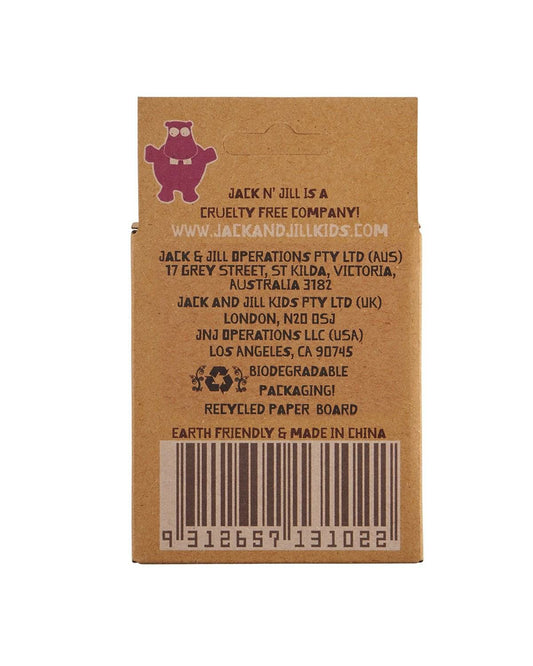 JACK N' JILL IS A
CRUELTY FREE COMPANY!
WWW.JACKANDJILLKIDS.COM
JACK & JILL OPERATIONS PTY LTD (AUS)
17 GREY STREET, ST KILDA, VICTORIA,
AUSTRALIA 3182
JACK AND JILL KIDS PTY LTD (UK)
LONDON, N20 0SJ
JNJ OPERATIONS LLC (USA)
LOS ANGELES, CA 90745
BIODEGRADABLE
PACKAGING!
RECYCLED PAPER BOARD
EARTH FRIENDLY & MADE IN CHINA
9 312657 131022